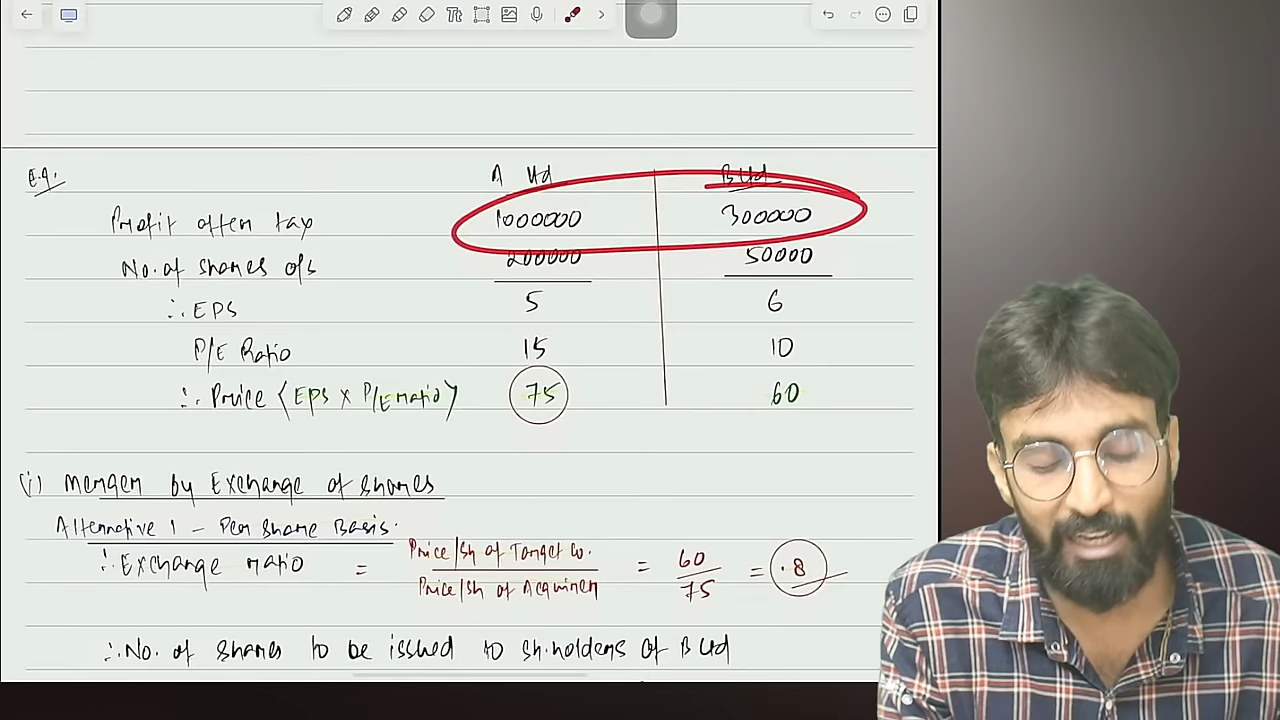 E.g.
A Ltd B Ltd
Profit after tax 1000000 300000
No. of shares o/s 200000 50000
∴ EPS 5 6
P/E Ratio 15 10
∴ Price (EPS x P/E ratio) 75 60
(i) Merger by Exchange of shares
Alternative 1 - Per Share Basis.
∴ Exchange ratio = Price/Sh of Target Co. / Price/Sh of Acquirer = 60/75 = .8
∴ No. of shares to be issued to sh.holders of B Ltd
Tt